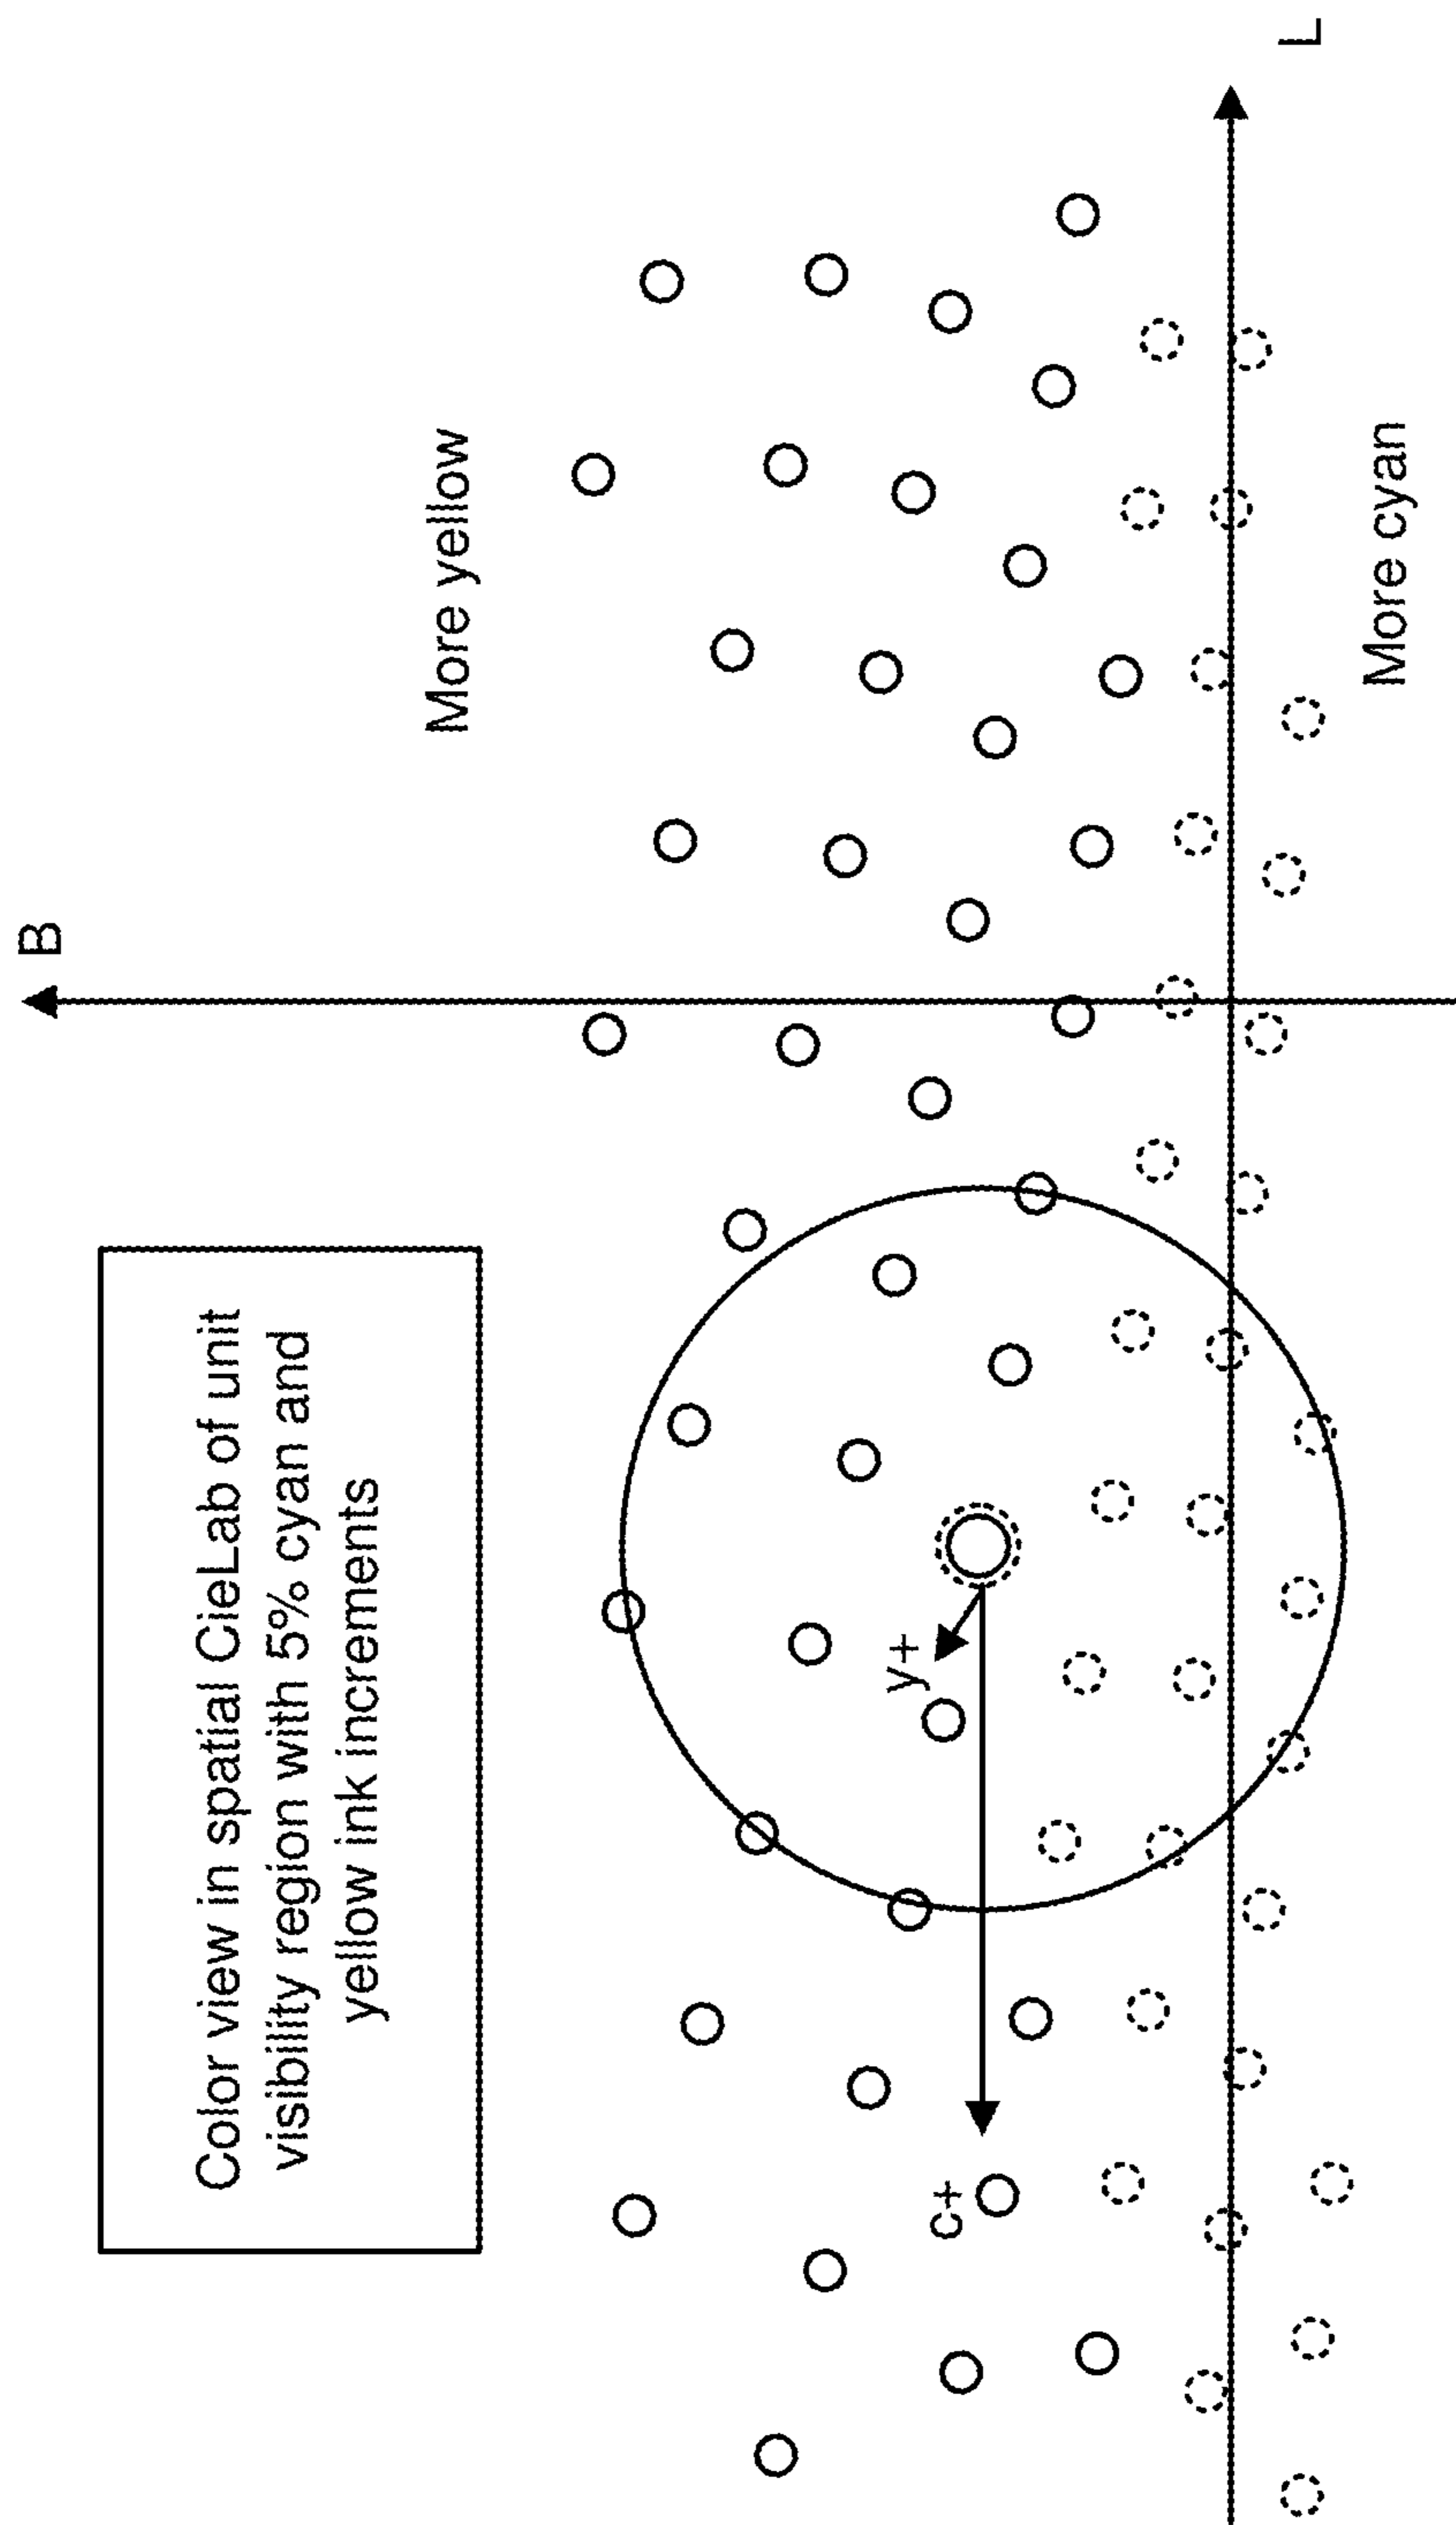 Color view in spatial CieLab of unit
visibility region with 5% cyan and
yellow ink increments
B
More yellow
y+
c+
L
More cyan